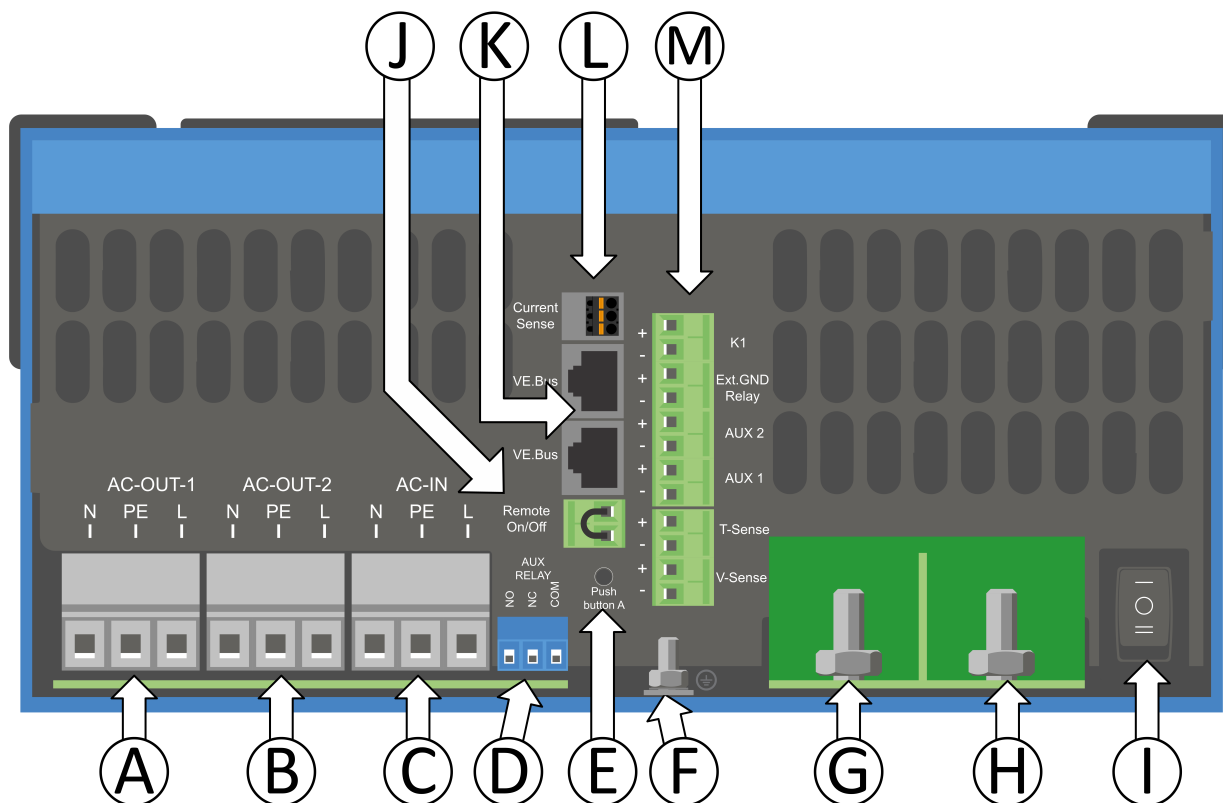 J K L M
Current
Sense
VE.Bus
VE.Bus
Remote
On/Off
+
-
+
-
+
-
+
-
+
-
+
-
K1
Ext.GND
Relay
AUX 2
AUX 1
T-Sense
V-Sense
AC-OUT-1 AC-OUT-2 AC-IN
N PE L N PE L N PE L
AUX
RELAY
NO NC COM
Push
button A
A B C D E F G H I